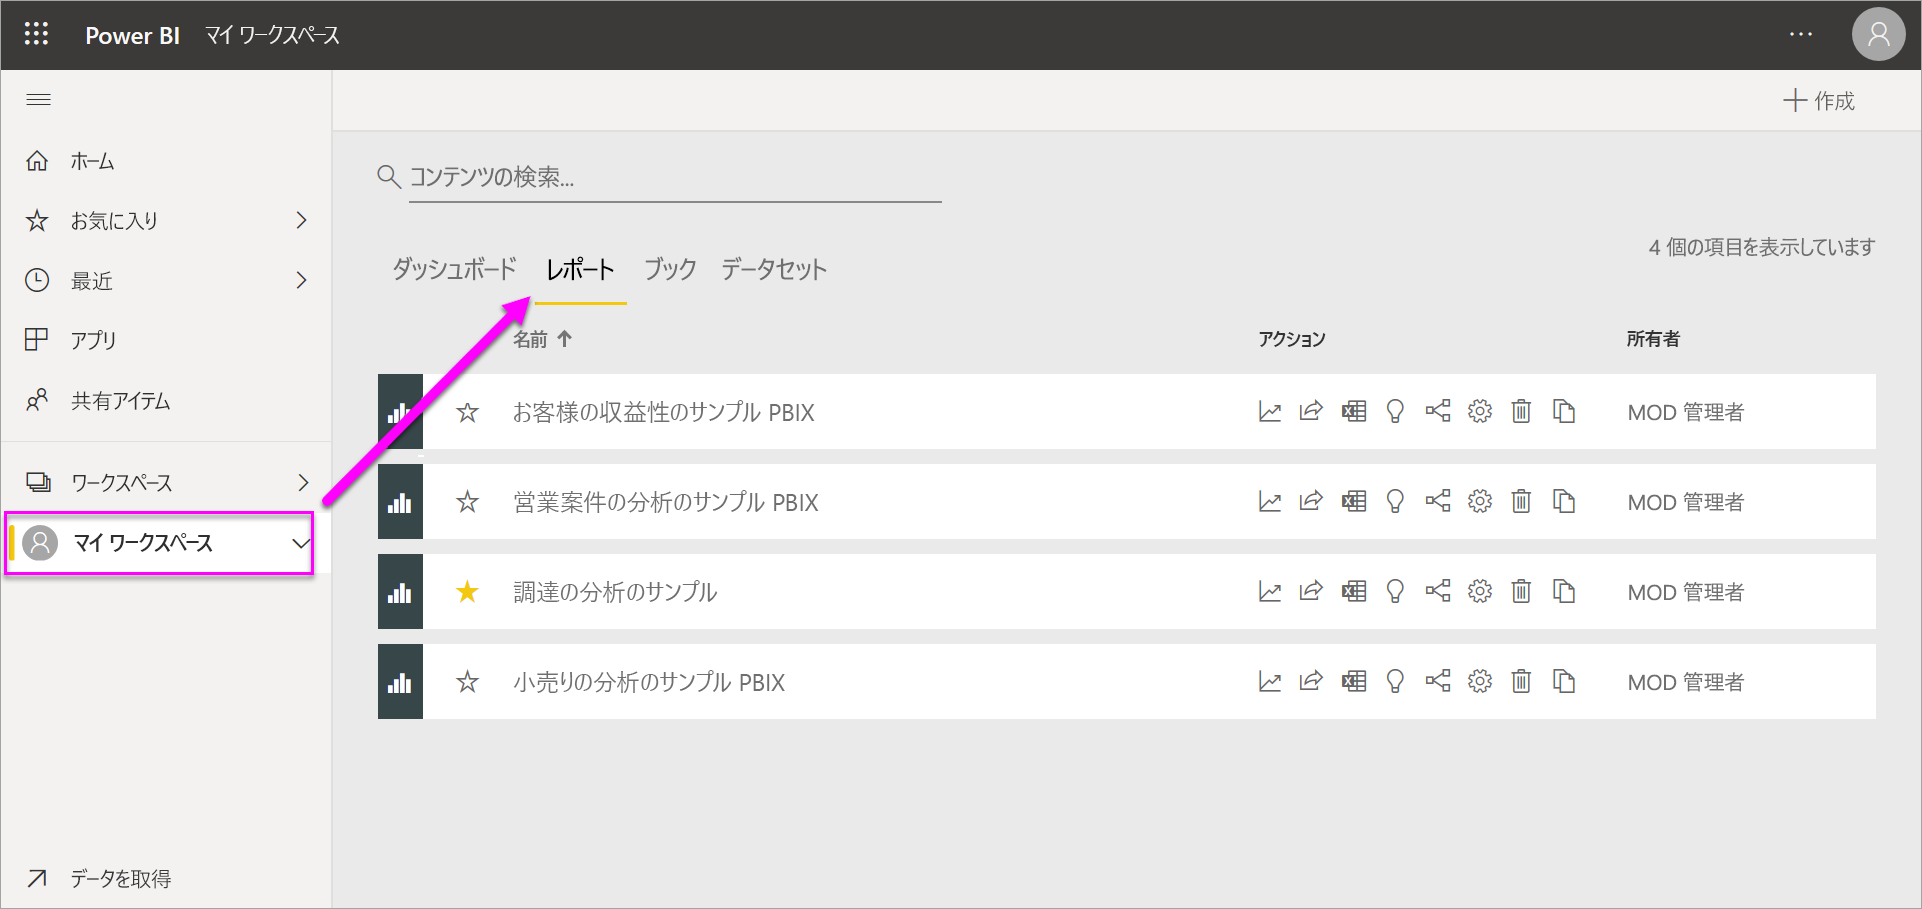 Power BI マイ ワークスペース
作成
ホーム
お気に入り
最近
アプリ
共有アイテム
ワークスペース
マイ ワークスペース
データを取得
コンテンツの検索...
4 個の項目を表示しています
ダッシュボード レポート ブック データセット
名前 アクション 所有者
お客様の収益性のサンプル PBIX MOD 管理者
営業案件の分析のサンプル PBIX MOD 管理者
調達の分析のサンプル MOD 管理者
小売りの分析のサンプル PBIX MOD 管理者